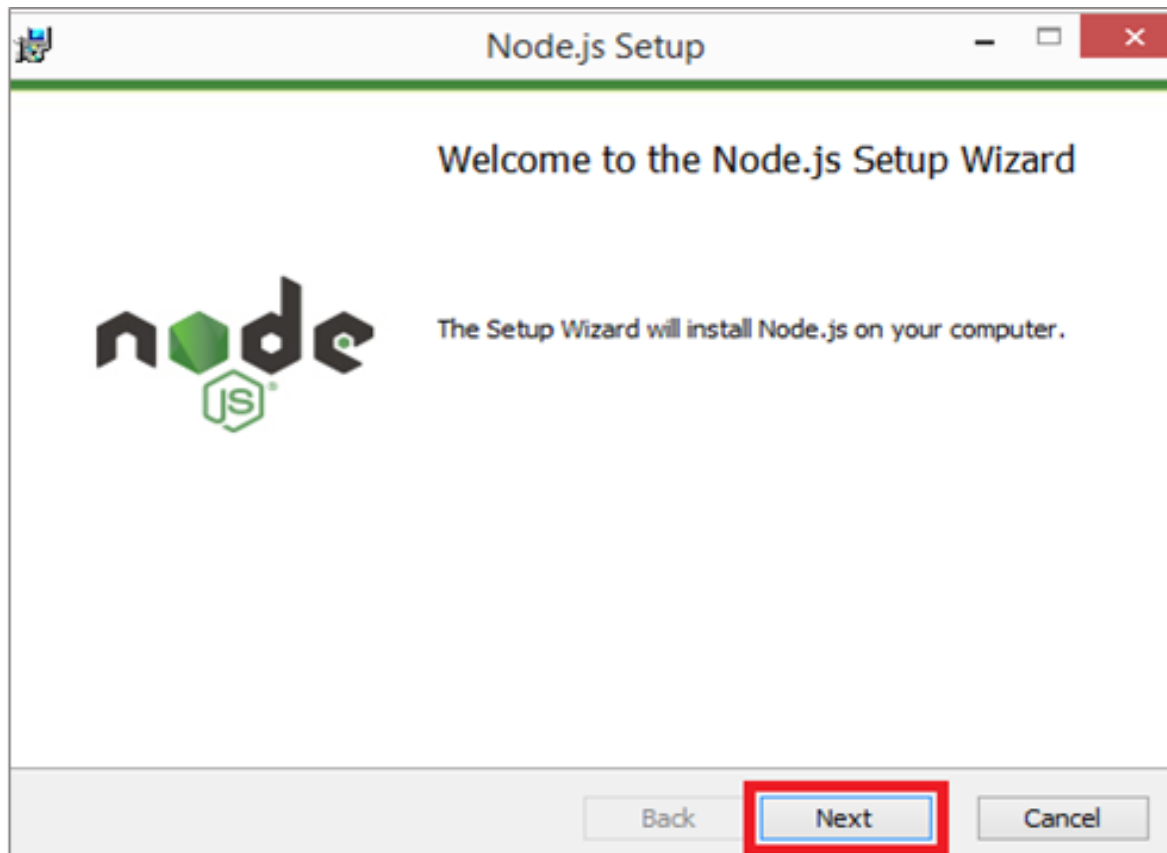 Node.js Setup
Welcome to the Node.js Setup Wizard
node
JS®
The Setup Wizard will install Node.js on your computer.
Back
Next
Cancel